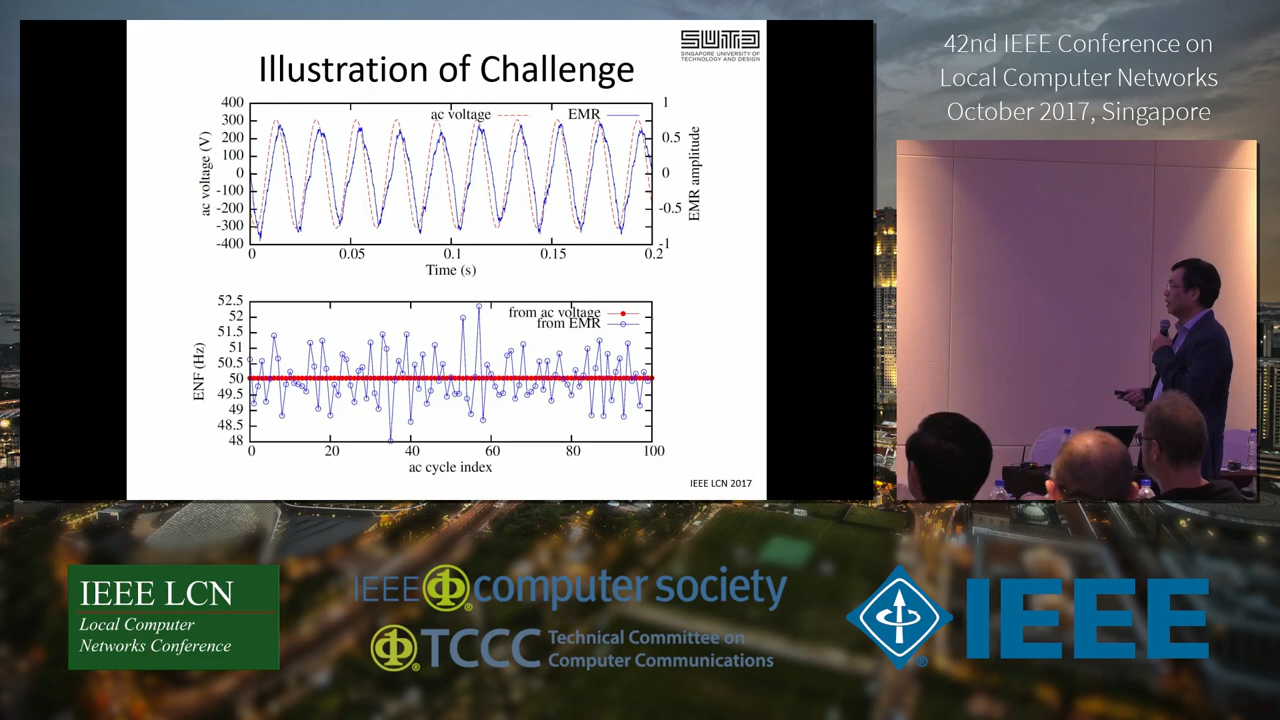 42nd IEEE Conference on
Local Computer Networks
October 2017, Singapore
SUTD
SINGAPORE UNIVERSITY OF
TECHNOLOGY AND DESIGN
Illustration of Challenge
400
300
200
100
0
-100
-200
-300
-400
ac voltage (V)
ac voltage
EMR
1
0.5
0
-0.5
-1
EMR amplitude
0
0.05
0.1
0.15
0.2
Time (s)
52.5
52
51.5
51
50.5
50
49.5
49
48.5
48
ENF (Hz)
from ac voltage
from EMR
0
20
40
60
80
100
ac cycle index
IEEE LCN 2017
IEEE LCN
Local Computer
Networks Conference
IEEE computer society
TCCC Technical Committee on
Computer Communications
IEEE